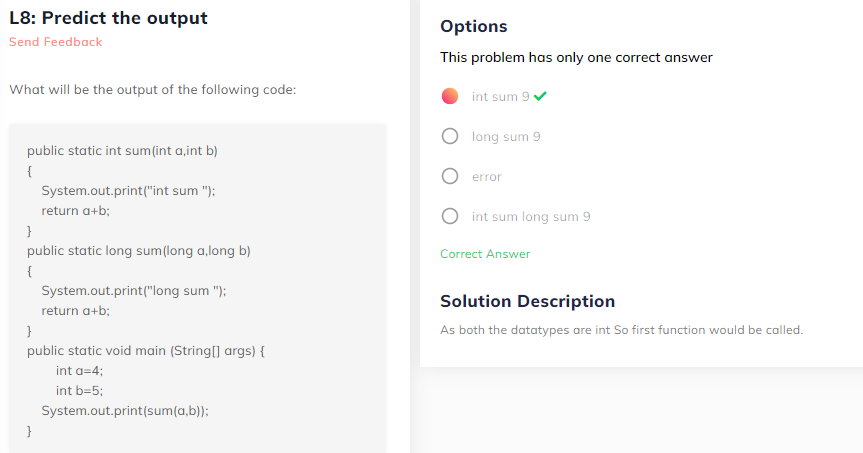 L8: Predict the output
Send Feedback
What will be the output of the following code:
public static int sum(int a,int b)
{
System.out.print("int sum ");
return a+b;
}
public static long sum(long a,long b)
{
System.out.print("long sum ");
return a+b;
}
public static void main (String[] args) {
int a=4;
int b=5;
System.out.print(sum(a,b));
}
Options
This problem has only one correct answer
int sum 9
long sum 9
error
int sum long sum 9
Correct Answer
Solution Description
As both the datatypes are int So first function would be called.